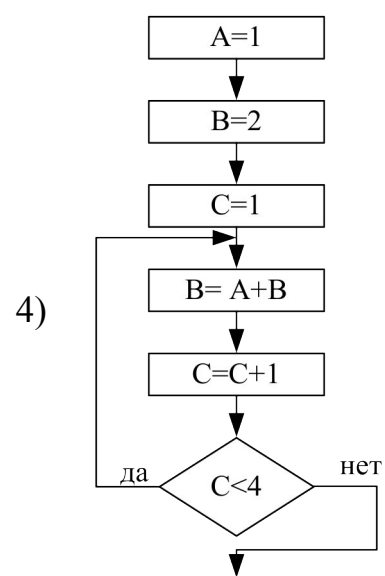 A=1
B=2
C=1
4)
B= A+B
C=C+1
да
C<4
нет